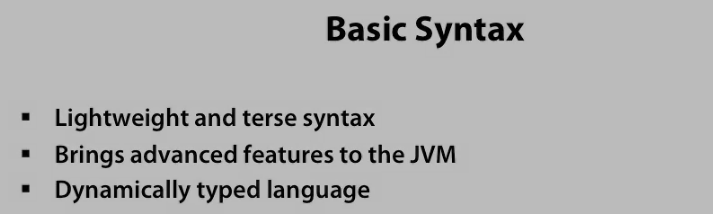 Basic Syntax
▪ Lightweight and terse syntax
▪ Brings advanced features to the JVM
▪ Dynamically typed language